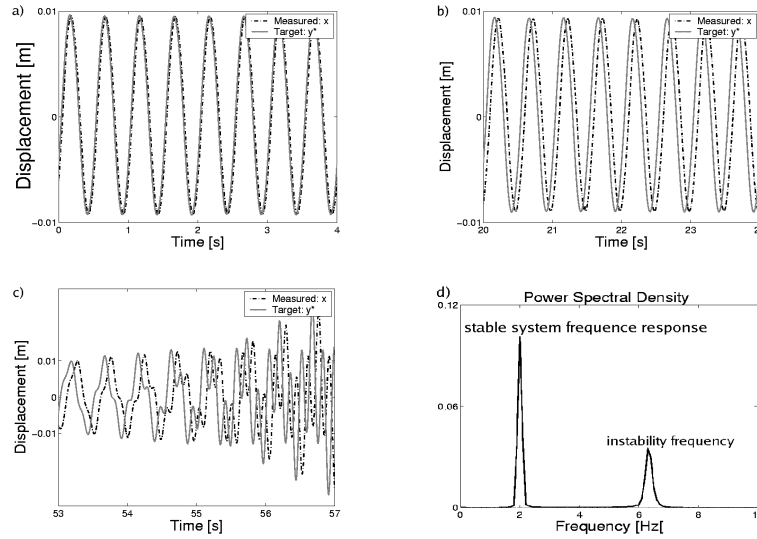 a)
0.01
0
−0.01
Displacement [m]
Measured: x
Target: y*
0
1
2
3
4
Time [s]
b)
0.01
0
−0.01
Displacement [m]
Measured: x
Target: y*
20
21
22
23
2
Time [s]
c)
0.01
0
−0.01
Displacement [m]
Measured: x
Target: y*
53
54
55
56
57
Time [s]
d)
Power Spectral Density
0.12
0.06
0
stable system frequence response
instability frequency
0
2
4
6
8
10
Frequency [Hz[